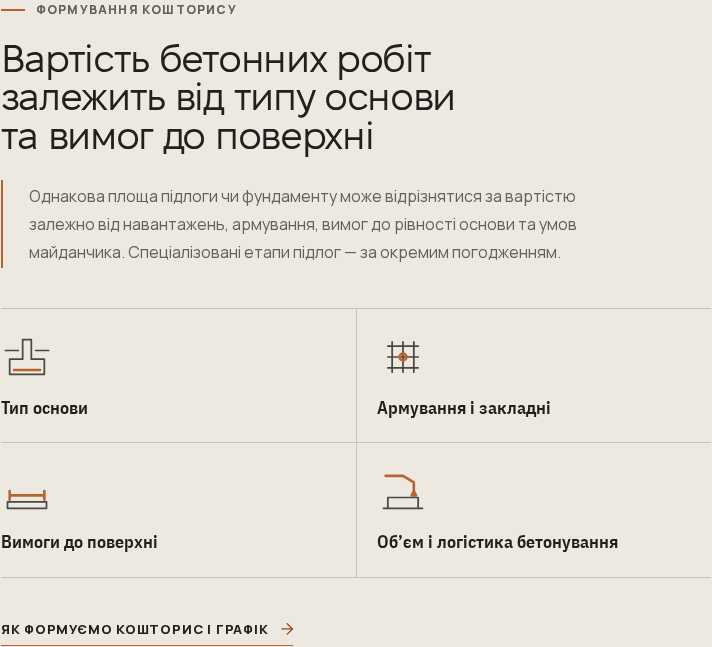 ФОРМУВАННЯ КОШТОРИСУ
Вартість бетонних робіт
залежить від типу основи
та вимог до поверхні
Однакова площа підлоги чи фундаменту може відрізнятися за вартістю
залежно від навантажень, армування, вимог до рівності основи та умов
майданчика. Спеціалізовані етапи підлог — за окремим погодженням.
Тип основи
Армування і закладні
Вимоги до поверхні
Об’єм і логістика бетонування
ЯК ФОРМУЄМО КОШТОРИС І ГРАФІК